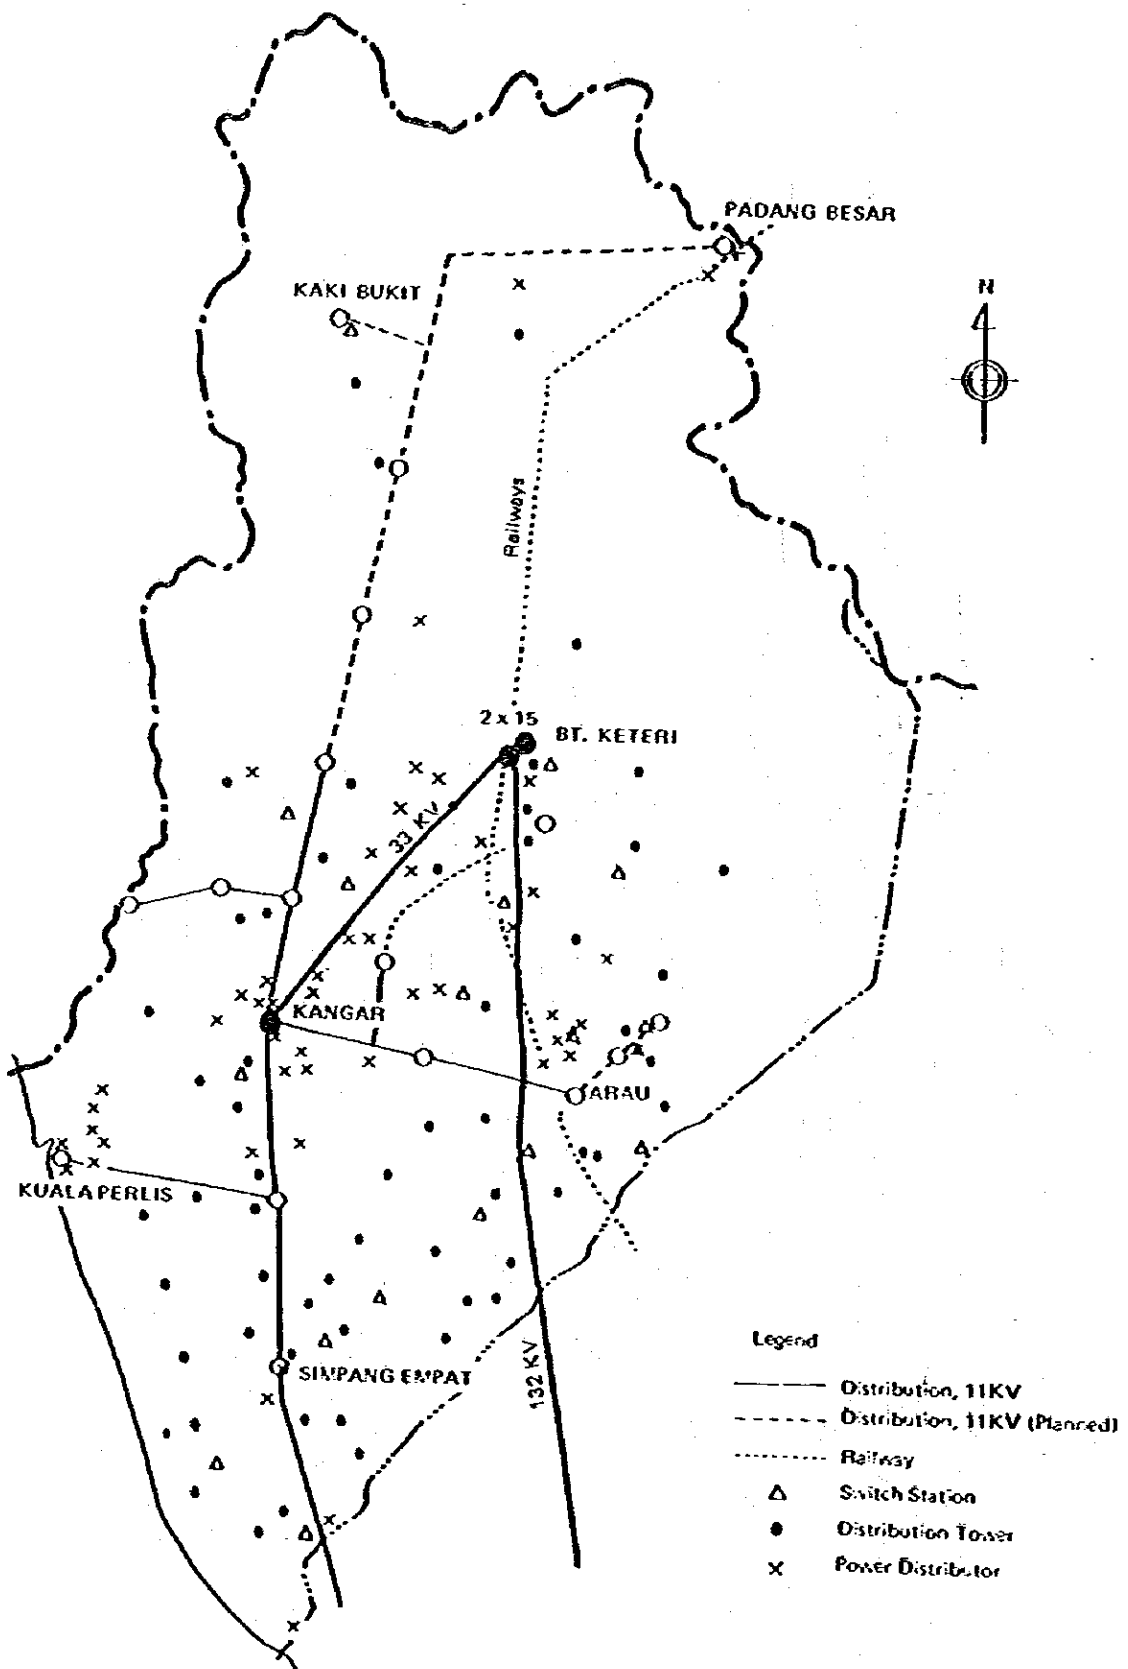 PADANG BESAR
KAKI BUKIT
N
Railways
2 x 15
BT. KETERI
33 KV
KANGAR
ARAU
KUALA PERLIS
SIMPANG EMPAT
132 KV
Legend
Distribution, 11KV
Distribution, 11KV (Planned)
Railway
Switch Station
Distribution Tower
Power Distributor